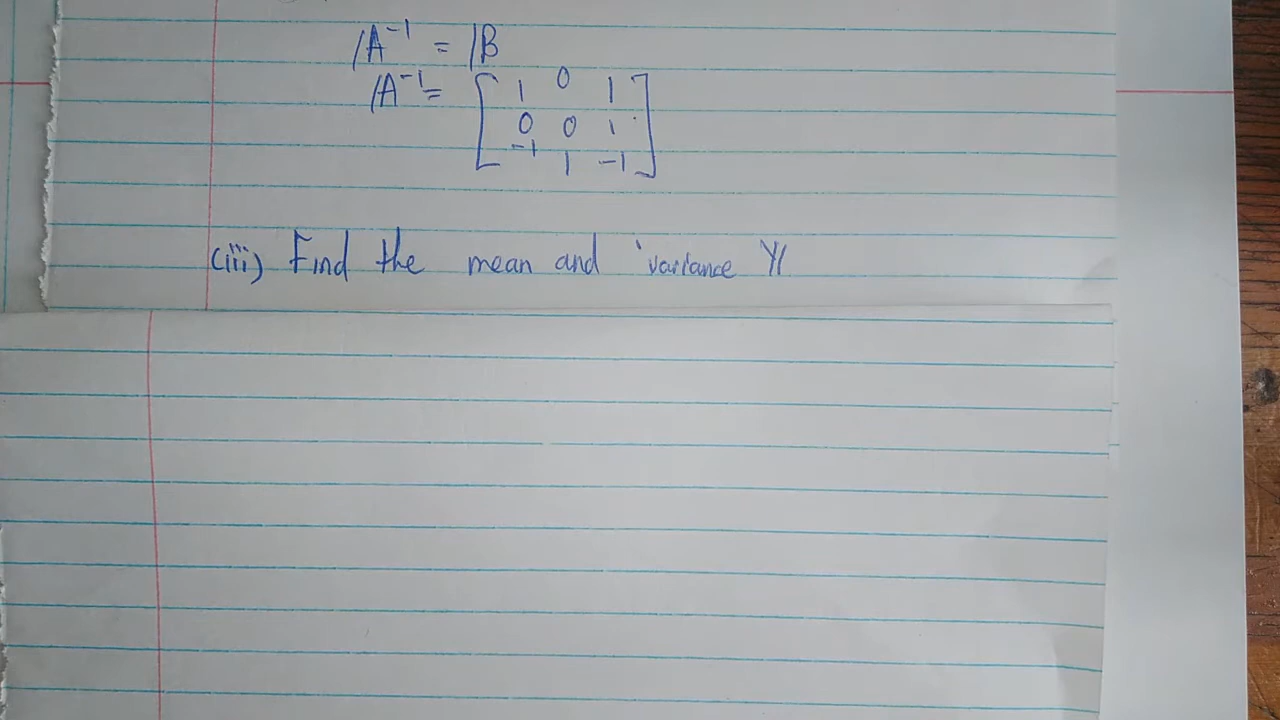 A⁻¹ = B
A⁻¹ = [ 1 0 1
0 0 1
-1 1 -1 ]
(iii) Find the mean and variance Y